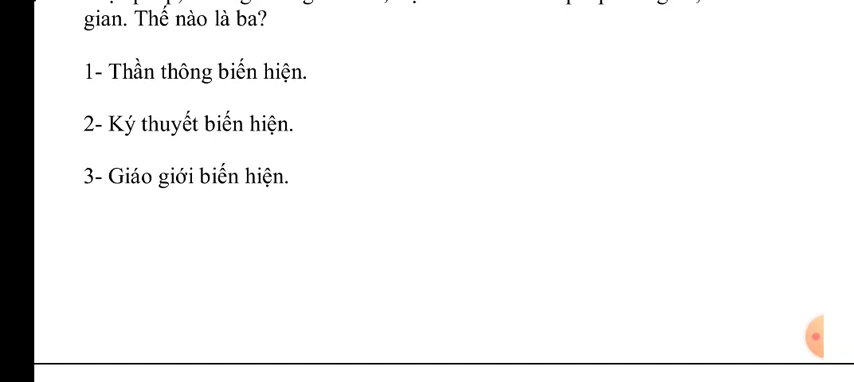 gian. Thế nào là ba?
1- Thần thông biến hiện.
2- Ký thuyết biến hiện.
3- Giáo giới biến hiện.